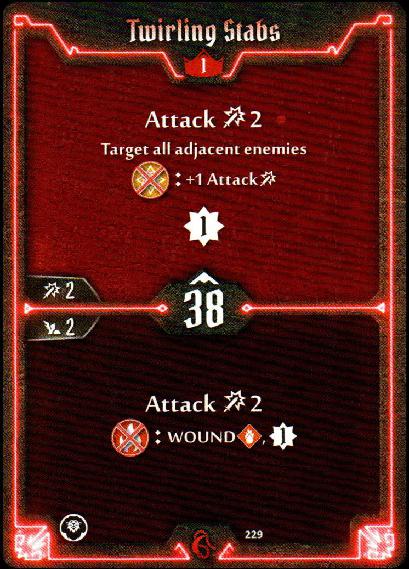 Twirling Stabs
1
Attack 2
Target all adjacent enemies
: +1 Attack
1
2
38
2
Attack 2
: WOUND, 1
229